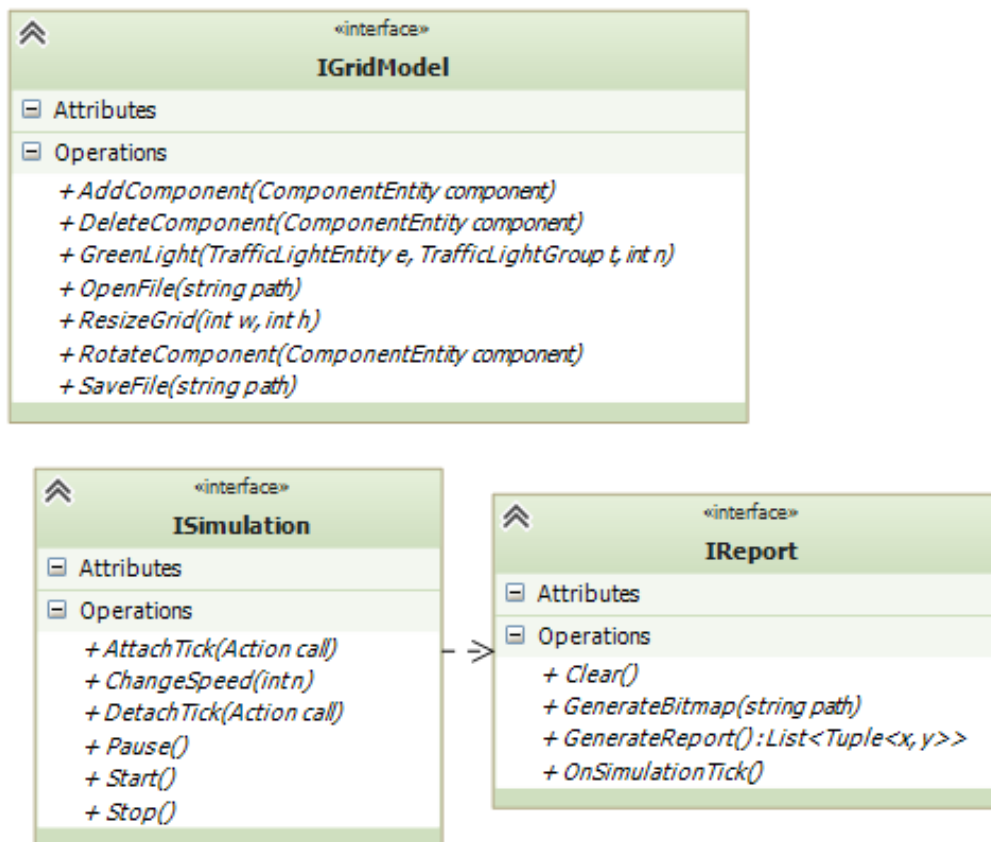 «interface»
IGridModel
Attributes
Operations
+ AddComponent(ComponentEntity component)
+ DeleteComponent(ComponentEntity component)
+ GreenLight(TrafficLightEntity e, TrafficLightGroup t, int n)
+ OpenFile(string path)
+ ResizeGrid(int w, int h)
+ RotateComponent(ComponentEntity component)
+ SaveFile(string path)
«interface»
ISimulation
Attributes
Operations
+ AttachTick(Action call)
+ ChangeSpeed(int n)
+ DetachTick(Action call)
+ Pause()
+ Start()
+ Stop()
«interface»
IReport
Attributes
Operations
+ Clear()
+ GenerateBitmap(string path)
+ GenerateReport() : List<Tuple<x, y>>
+ OnSimulationTick()